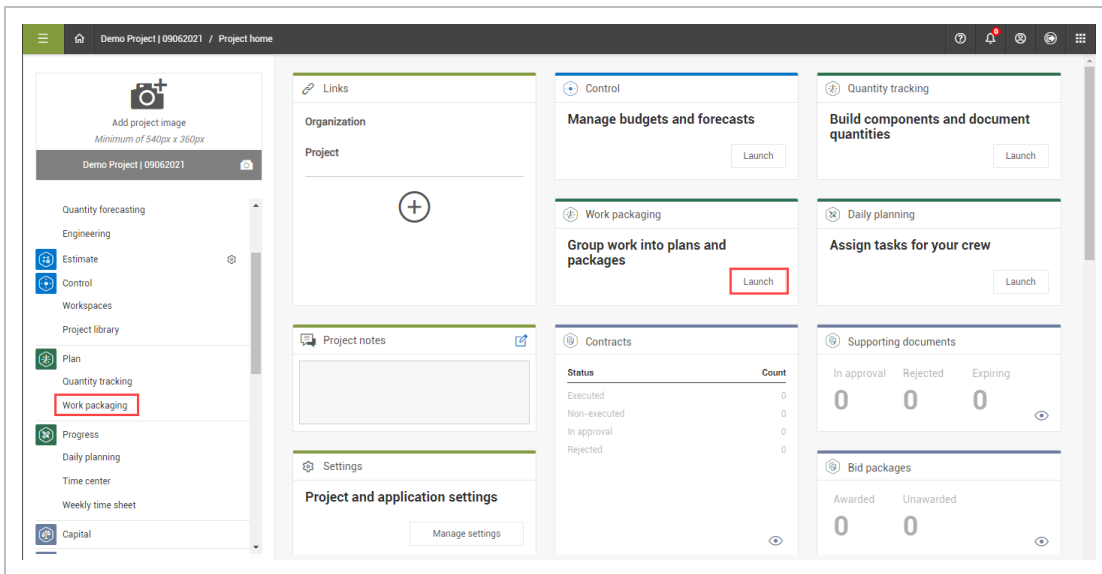 Demo Project | 09062021 / Project home
Add project image
Minimum of 540px x 360px
Demo Project | 09062021
Quantity forecasting
Engineering
Estimate
Control
Workspaces
Project library
Plan
Quantity tracking
Work packaging
Progress
Daily planning
Time center
Weekly time sheet
Capital
Links
Organization
Project
Control
Manage budgets and forecasts
Launch
Quantity tracking
Build components and document
quantities
Launch
Work packaging
Group work into plans and
packages
Launch
Daily planning
Assign tasks for your crew
Launch
Project notes
Contracts
Status Count
Executed 0
Non-executed 0
In approval 0
Rejected 0
Supporting documents
In approval Rejected Expiring
0 0 0
Settings
Project and application settings
Manage settings
Bid packages
Awarded Unawarded
0 0